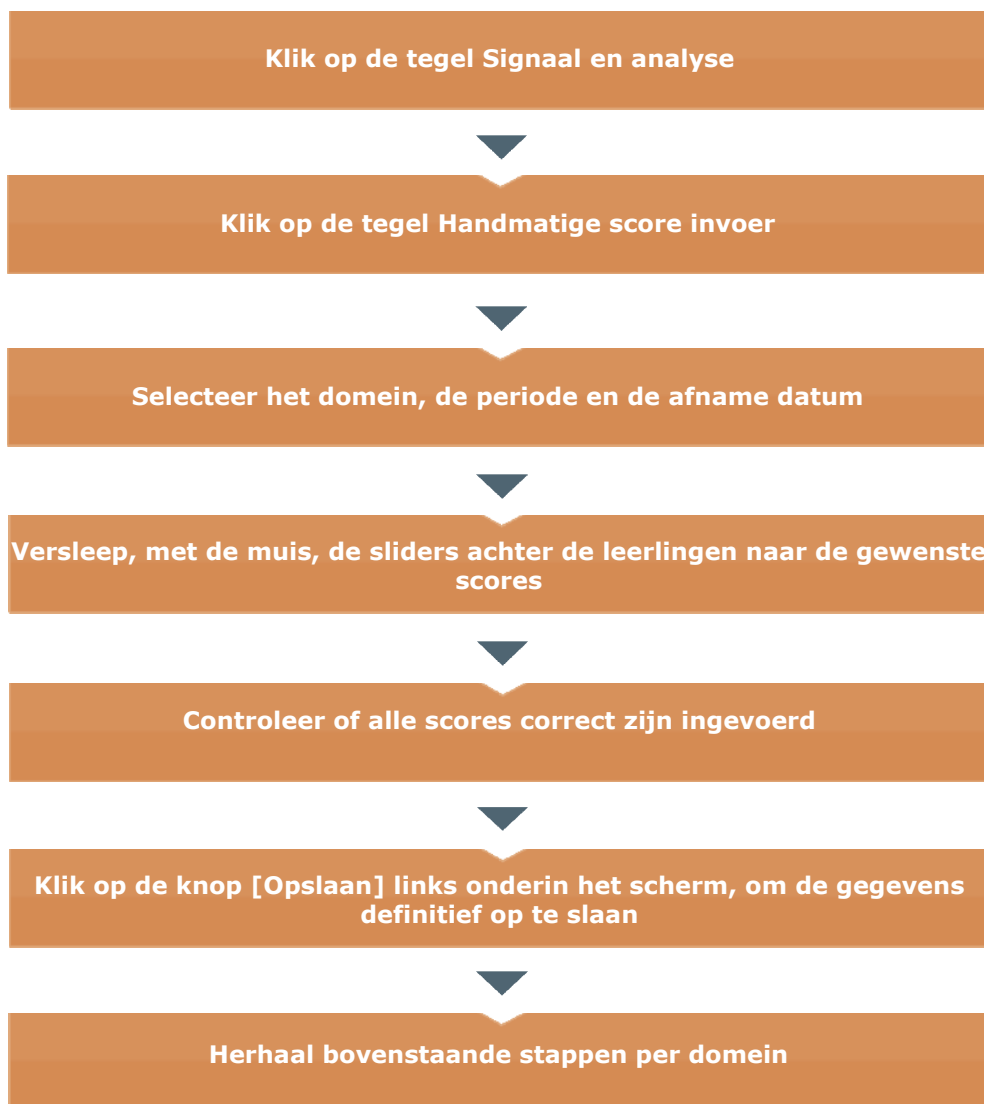 Klik op de tegel Signaal en analyse
Klik op de tegel Handmatige score invoer
Selecteer het domein, de periode en de afname datum
Versleep, met de muis, de sliders achter de leerlingen naar de gewenste
scores
Controleer of alle scores correct zijn ingevoerd
Klik op de knop [Opslaan] links onderin het scherm, om de gegevens
definitief op te slaan
Herhaal bovenstaande stappen per domein